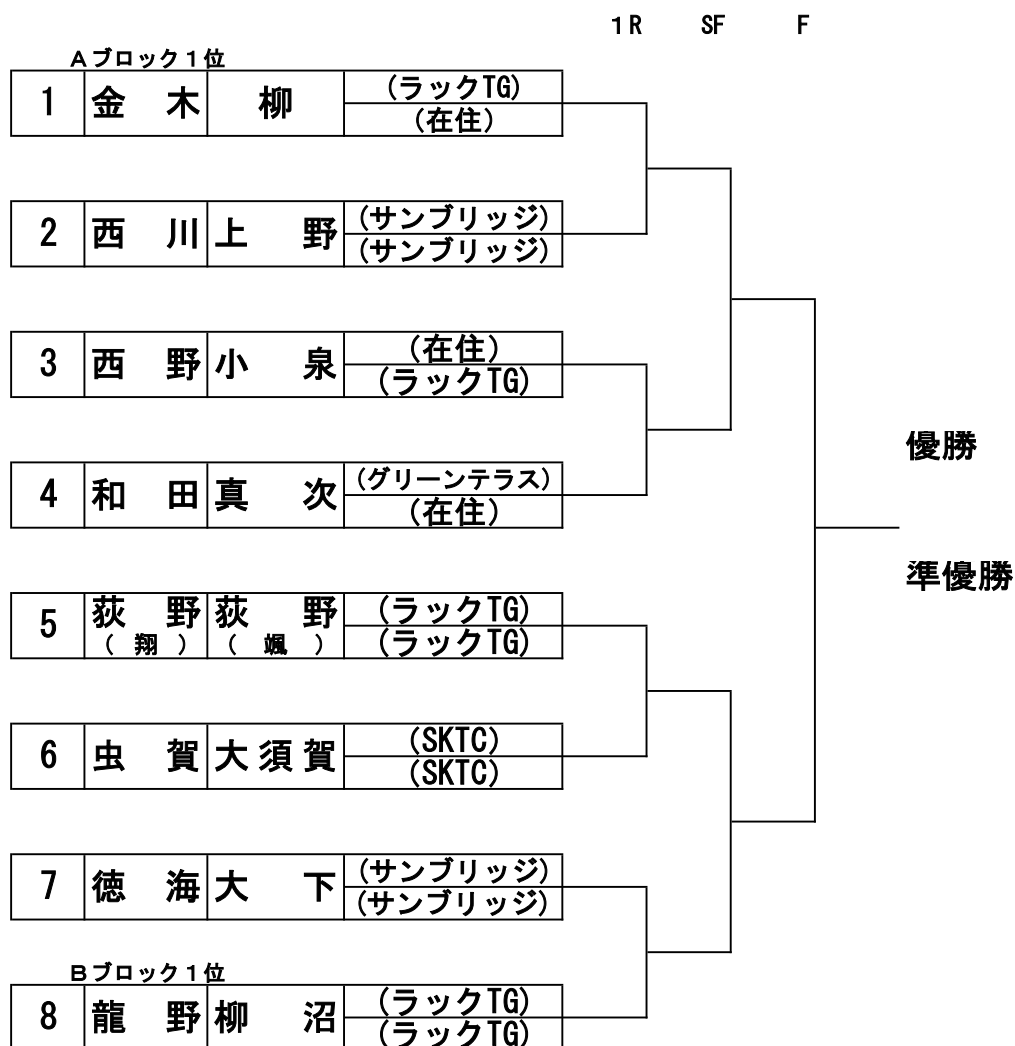 1R SF F
Aブロック1位
1 金木 柳 (ラックTG)
(在住)
2 西川 上野 (サンブリッジ)
(サンブリッジ)
3 西野 小泉 (在住)
(ラックTG)
4 和田 真次 (グリーンテラス)
(在住)
優勝
準優勝
5 荻野 荻野 (ラックTG)
(翔) (颯) (ラックTG)
6 虫賀 大須賀 (SKTC)
(SKTC)
7 徳海 大下 (サンブリッジ)
(サンブリッジ)
Bブロック1位
8 龍野 柳沼 (ラックTG)
(ラックTG)